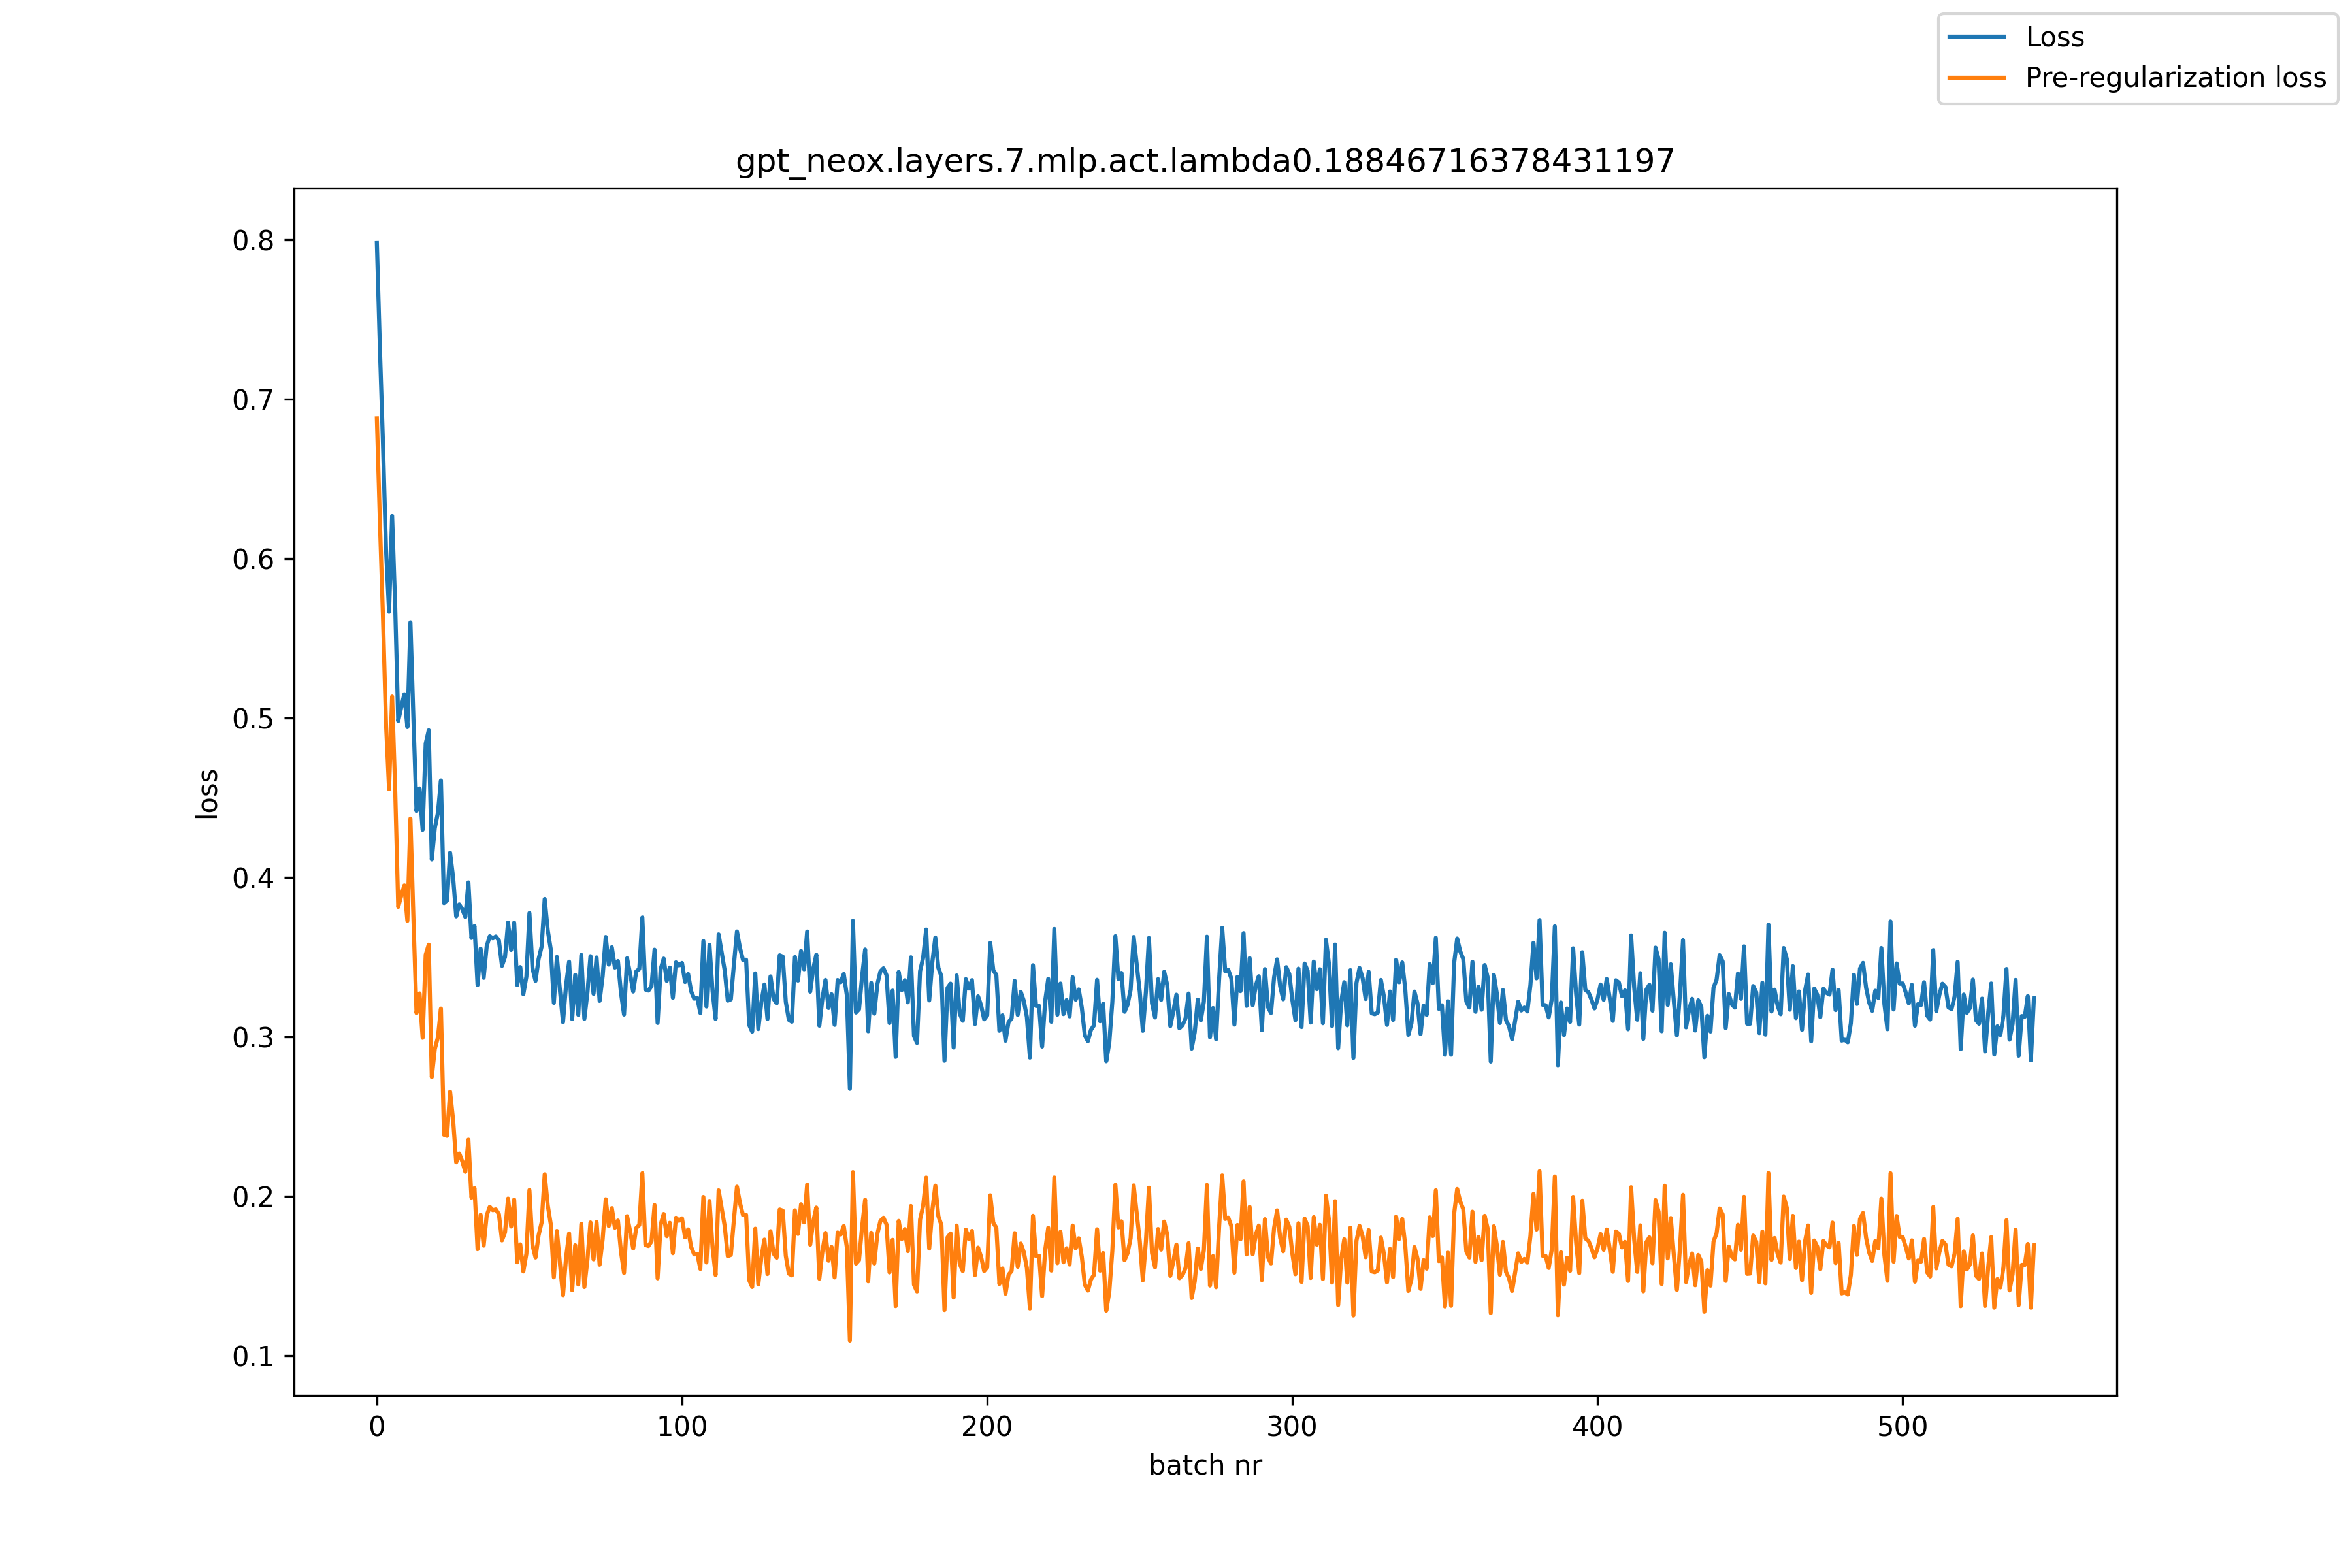 Loss
Pre-regularization loss
gpt_neox.layers.7.mlp.act.lambda0.18846716378431197
0.8
0.7
0.6
0.5
0.4
0.3
0.2
0.1
loss
0 100 200 300 400 500
batch nr